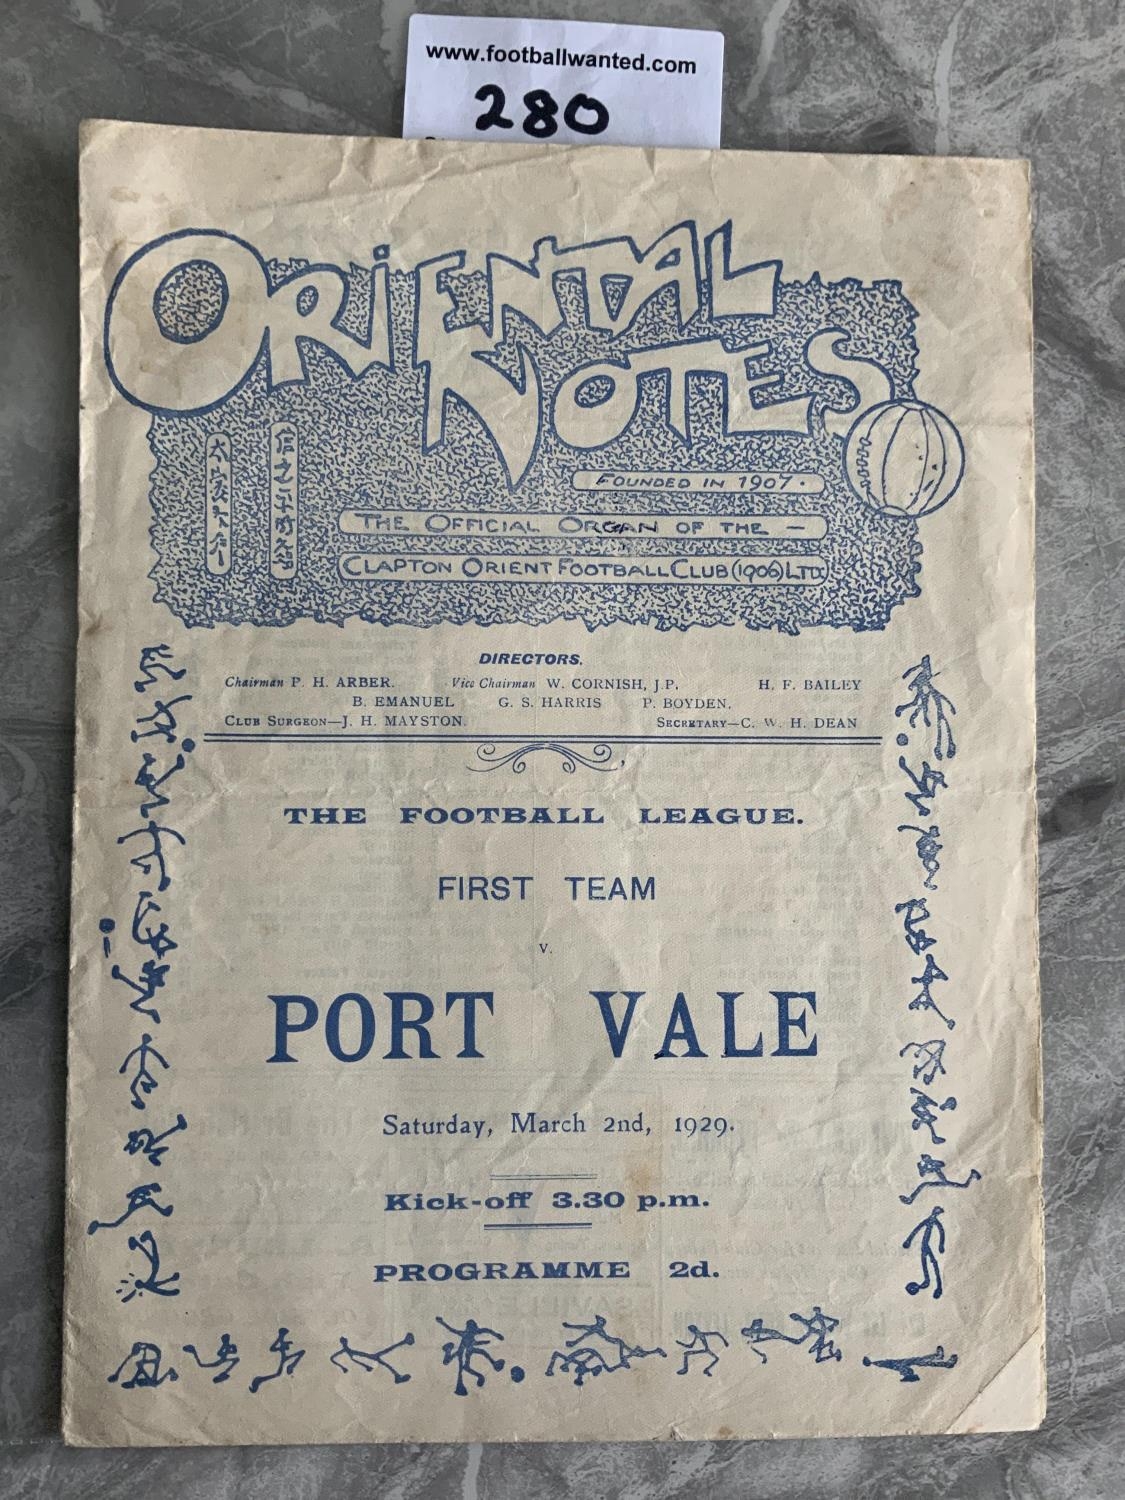 www.footballwanted.com
280
ORIENTAL
NOTES
FOUNDED IN 1907.
THE OFFICIAL ORGAN OF THE —
CLAPTON ORIENT FOOTBALL CLUB (1906) LTD.
DIRECTORS.
Chairman P. H. ARBER. Vice Chairman W. CORNISH, J.P. H. F. BAILEY
B. EMANUEL G. S. HARRIS P. BOYDEN.
CLUB SURGEON—J. H. MAYSTON. SECRETARY—C. W. H. DEAN
THE FOOTBALL LEAGUE.
FIRST TEAM
v.
PORT VALE
Saturday, March 2nd, 1929.
Kick-off 3.30 p.m.
PROGRAMME 2d.